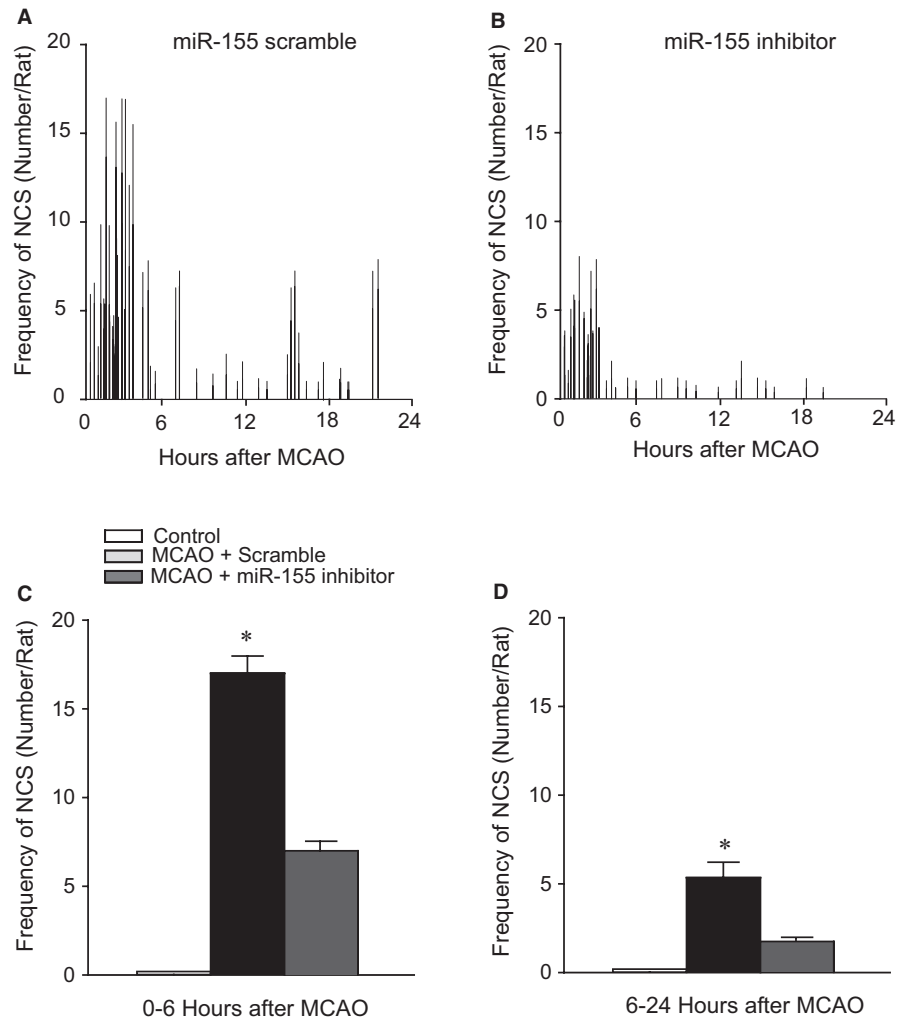 A
miR-155 scramble
Frequency of NCS (Number/Rat)
20
15
10
5
0
0 6 12 18 24
Hours after MCAO
B
miR-155 inhibitor
Frequency of NCS (Number/Rat)
20
15
10
5
0
0 6 12 18 24
Hours after MCAO
Control
MCAO + Scramble
MCAO + miR-155 inhibitor
C
Frequency of NCS (Number/Rat)
20
15
10
5
0
*
0-6 Hours after MCAO
D
Frequency of NCS (Number/Rat)
20
15
10
5
0
*
6-24 Hours after MCAO